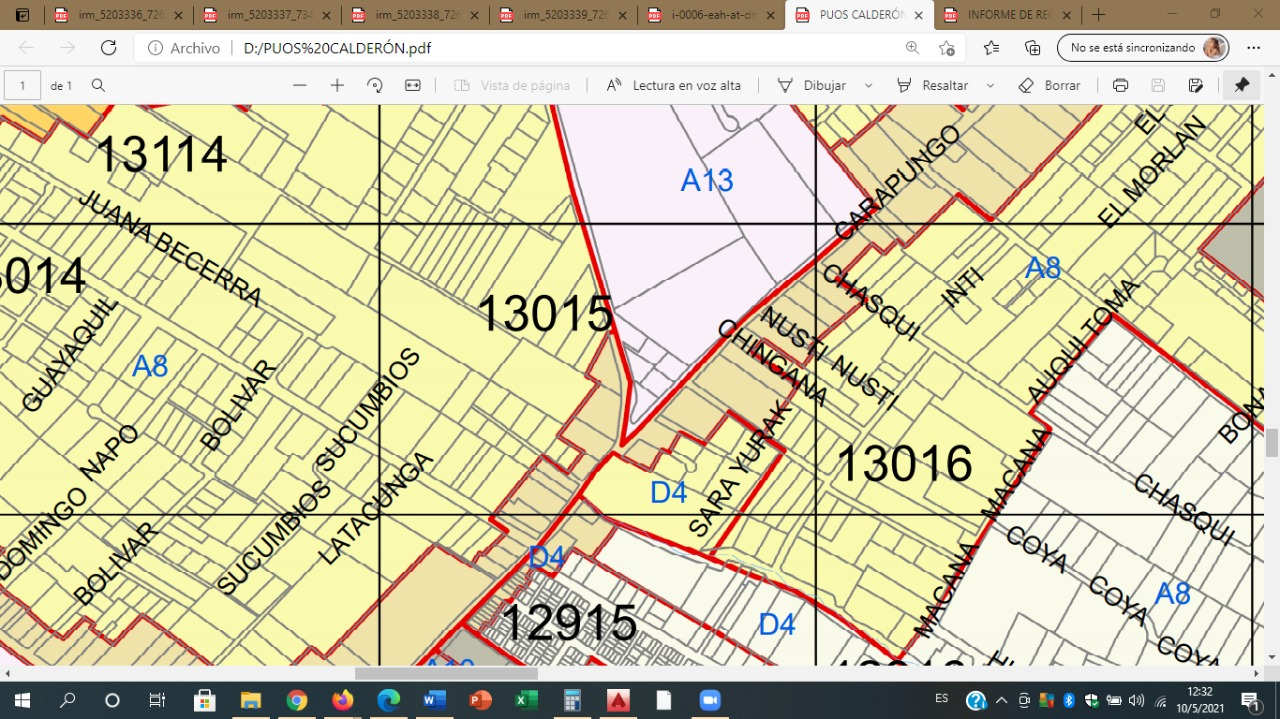 irm_5203336_726
irm_5203337_734
irm_5203338_726
irm_5203339_726
i-0006-eah-at-dn
PUOS CALDERÓN
INFORME DE RE
Archivo
D:/PUOS%20CALDERÓN.pdf
No se está sincronizando
1 de 1
Vista de página
Lectura en voz alta
Dibujar
Resaltar
Borrar
13114
A13
CARAPUNGO
EL
EL MORLAN
JUANA BECERRA
13015
CHASQUI
INTI
A8
AUQUI TOMA
GUAYAQUIL
A8
BOLIVAR
SUCUMBIOS
NUSTI NUSTI
CHINGANA
NAPO
DOMINGO
SUCUMBIOS
LATACUNGA
BOLIVAR
D4
SARA YURAK
13016
MACANA
CHASQUI
D4
12915
D4
MACANA
COYA
COYA
COYA
A8
ES
12:32
10/5/2021
1